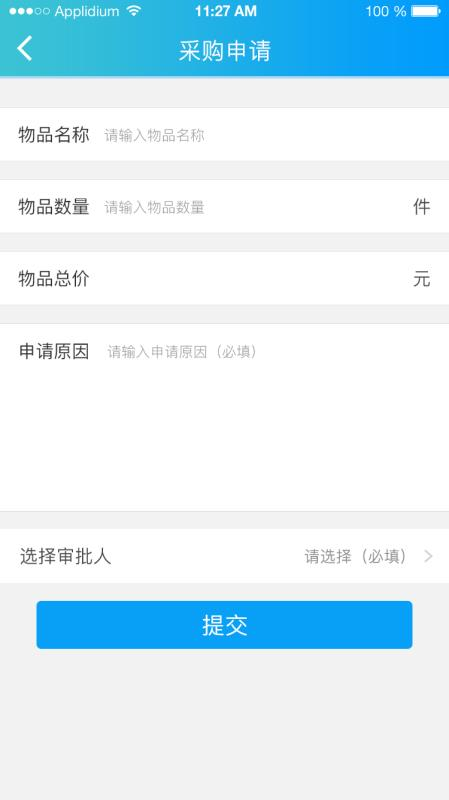 Applidium 11:27 AM 100 %
采购申请
物品名称 请输入物品名称
物品数量 请输入物品数量 件
物品总价 元
申请原因 请输入申请原因（必填）
选择审批人 请选择（必填）
提交